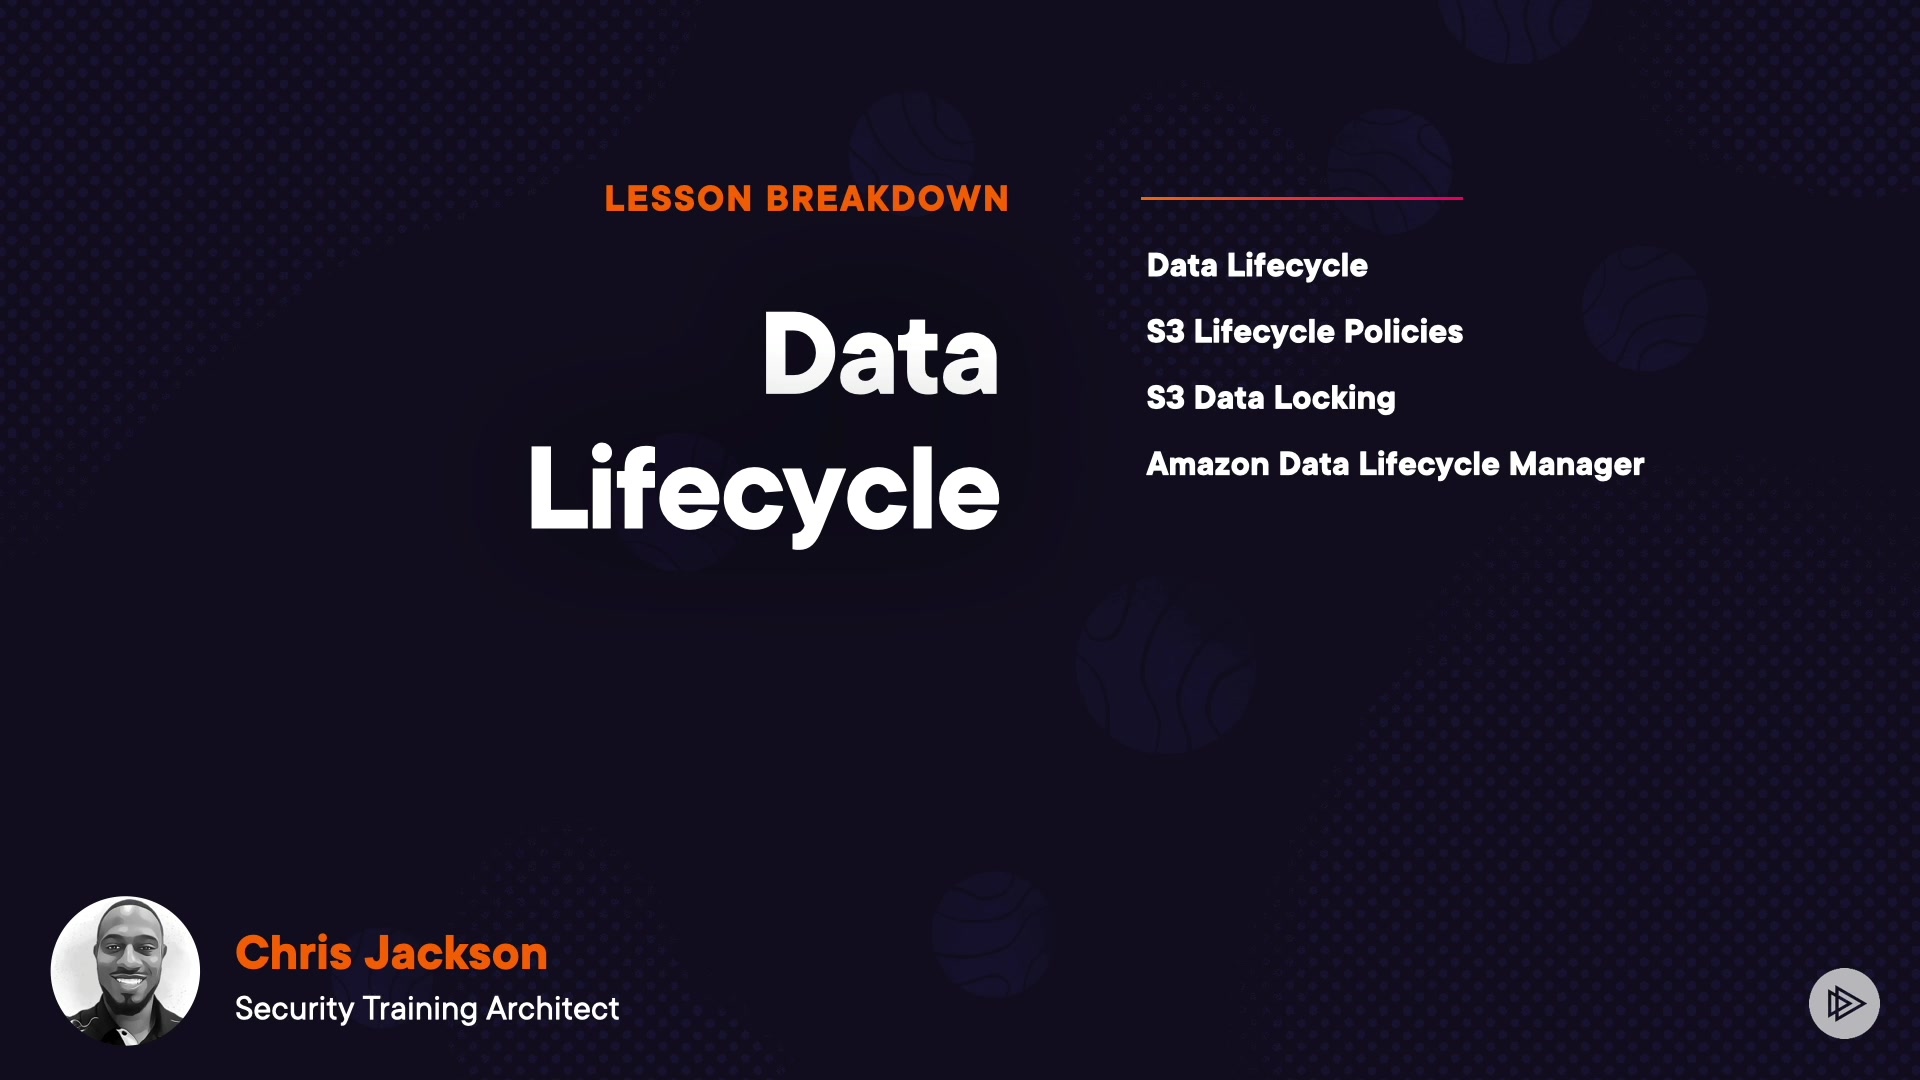 LESSON BREAKDOWN
Data
Lifecycle
Data Lifecycle
S3 Lifecycle Policies
S3 Data Locking
Amazon Data Lifecycle Manager
Chris Jackson
Security Training Architect